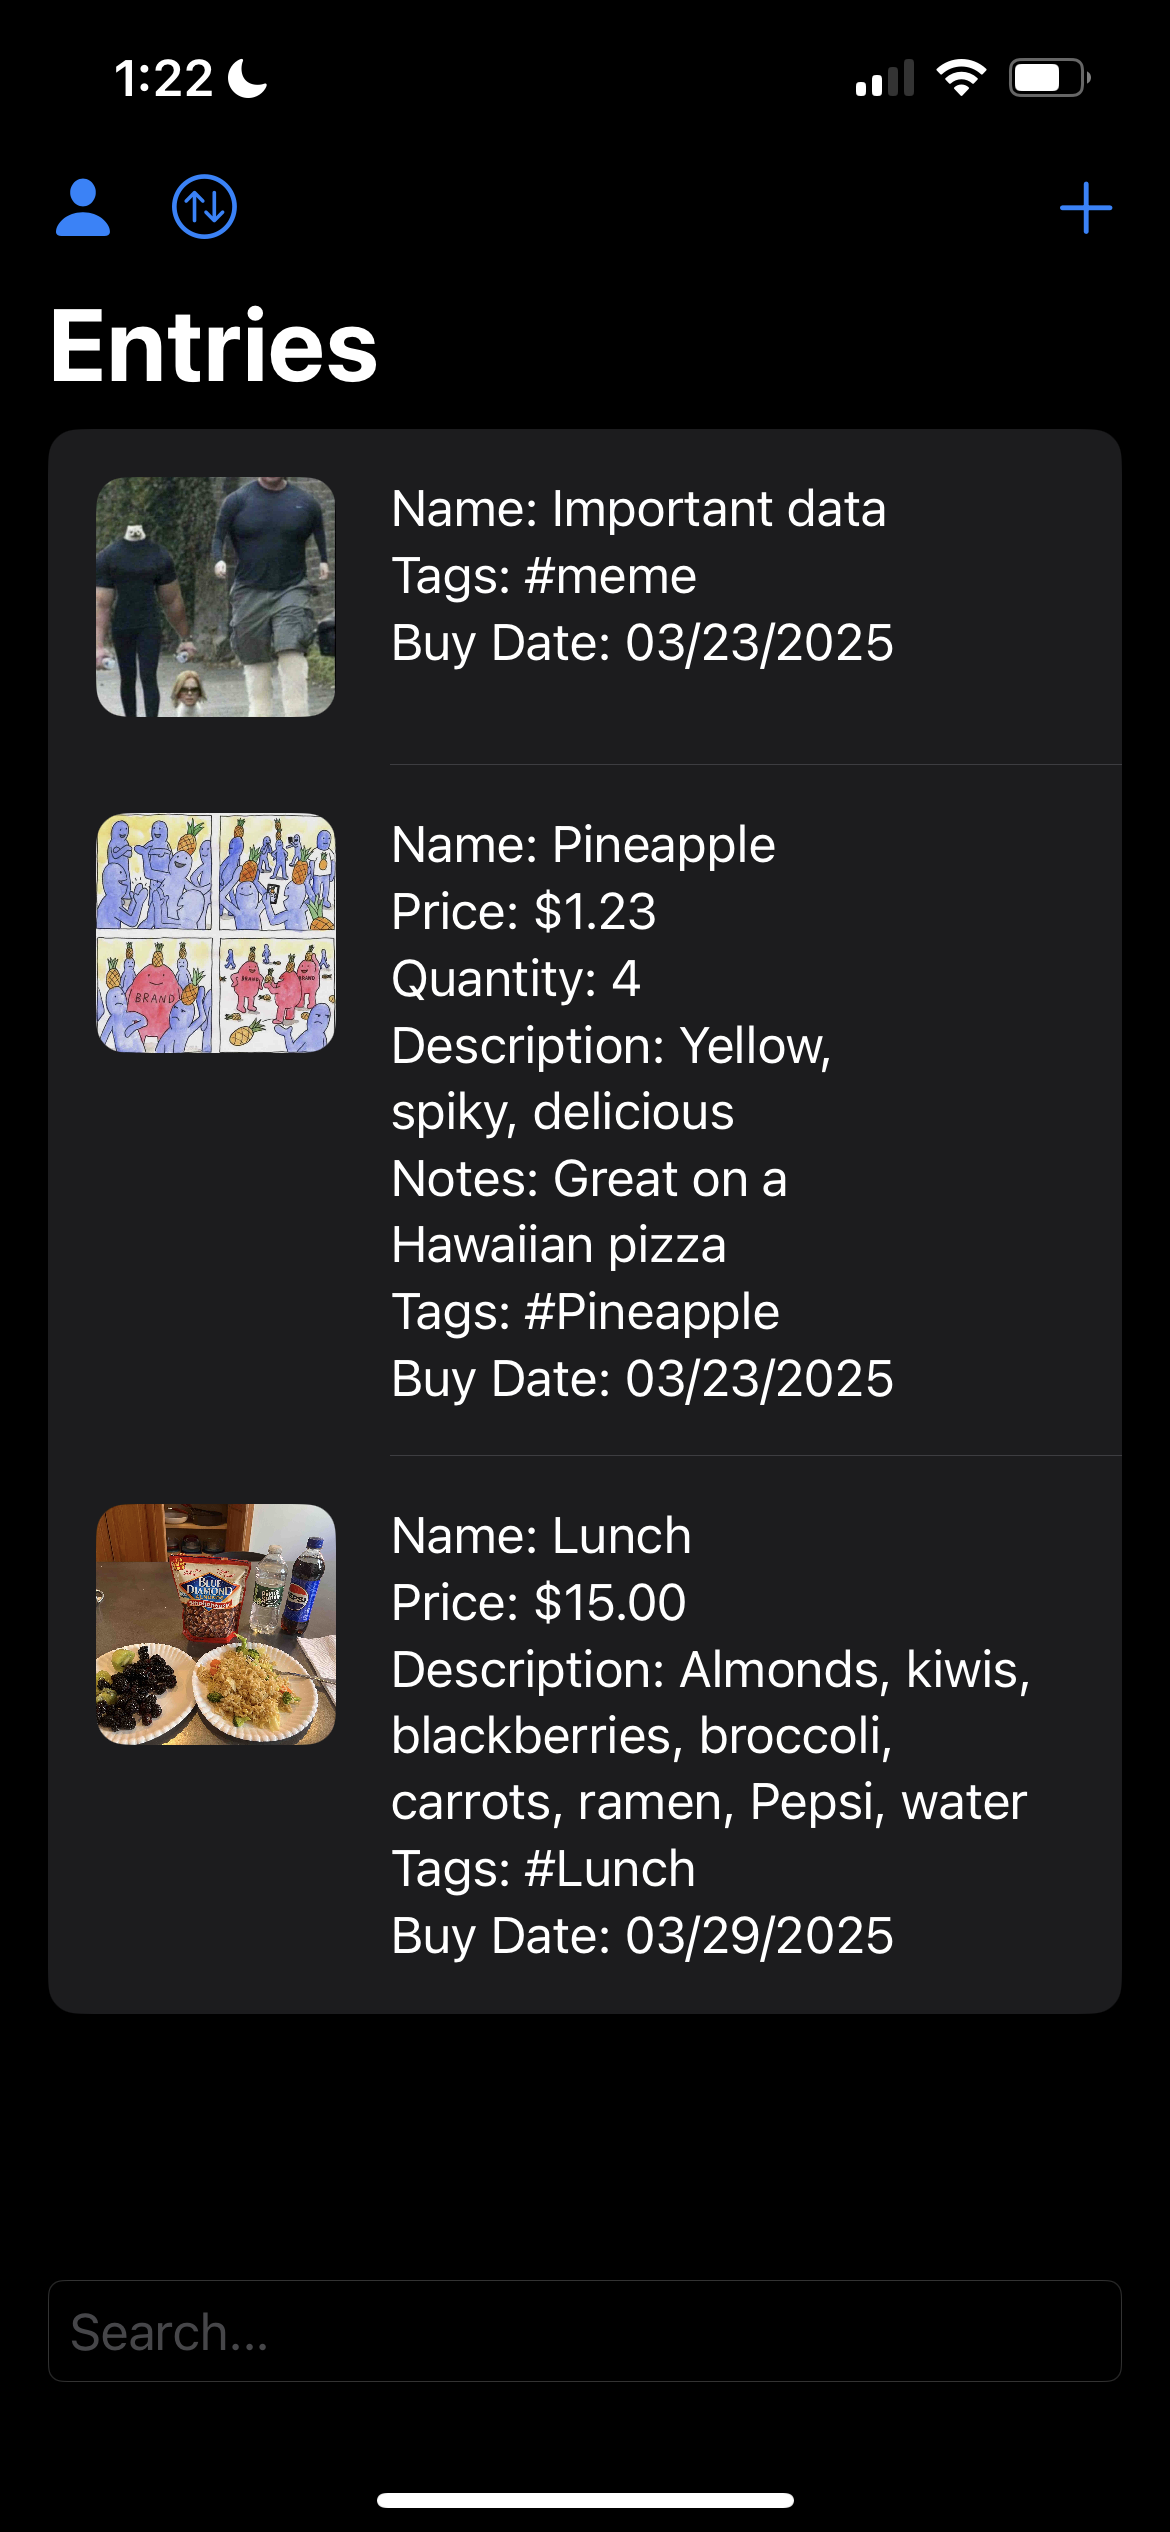 1:22
Entries
Name: Important data
Tags: #meme
Buy Date: 03/23/2025
BRAND
BRAND
BRAND
Name: Pineapple
Price: $1.23
Quantity: 4
Description: Yellow,
spiky, delicious
Notes: Great on a
Hawaiian pizza
Tags: #Pineapple
Buy Date: 03/23/2025
BLUE
DIAMOND
pepsi
Name: Lunch
Price: $15.00
Description: Almonds, kiwis,
blackberries, broccoli,
carrots, ramen, Pepsi, water
Tags: #Lunch
Buy Date: 03/29/2025
Search...